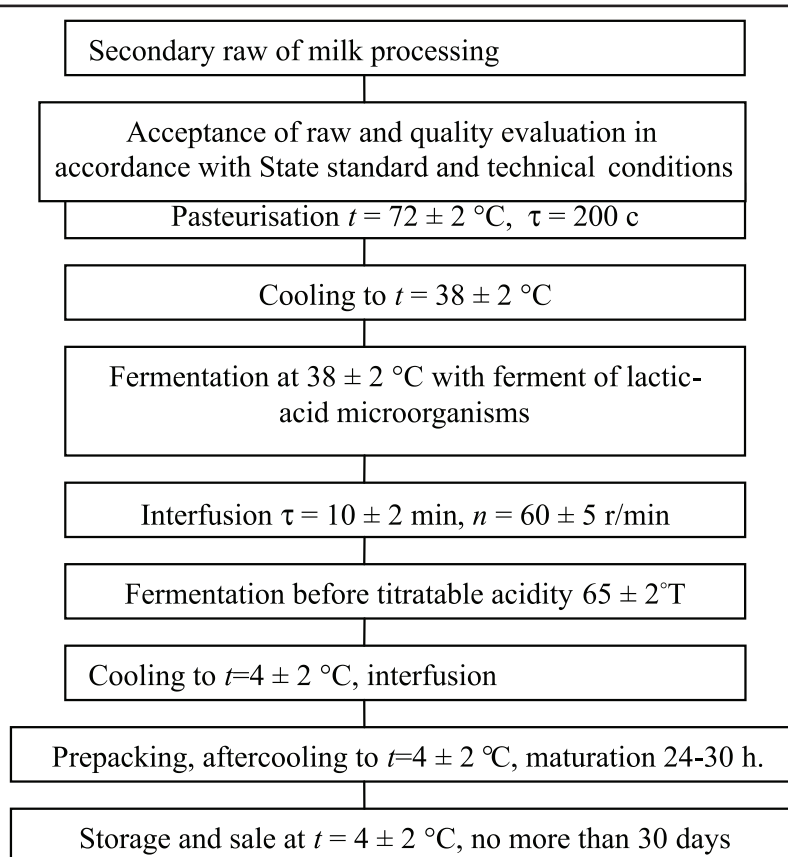 Secondary raw of milk processing
Acceptance of raw and quality evaluation in
accordance with State standard and technical conditions
Pasteurisation t = 72 ± 2 °C, τ = 200 c
Cooling to t = 38 ± 2 °C
Fermentation at 38 ± 2 °C with ferment of lactic-
acid microorganisms
Interfusion τ = 10 ± 2 min, n = 60 ± 5 r/min
Fermentation before titratable acidity 65 ± 2°T
Cooling to t=4 ± 2 °C, interfusion
Prepacking, aftercooling to t=4 ± 2 °C, maturation 24-30 h.
Storage and sale at t = 4 ± 2 °C, no more than 30 days